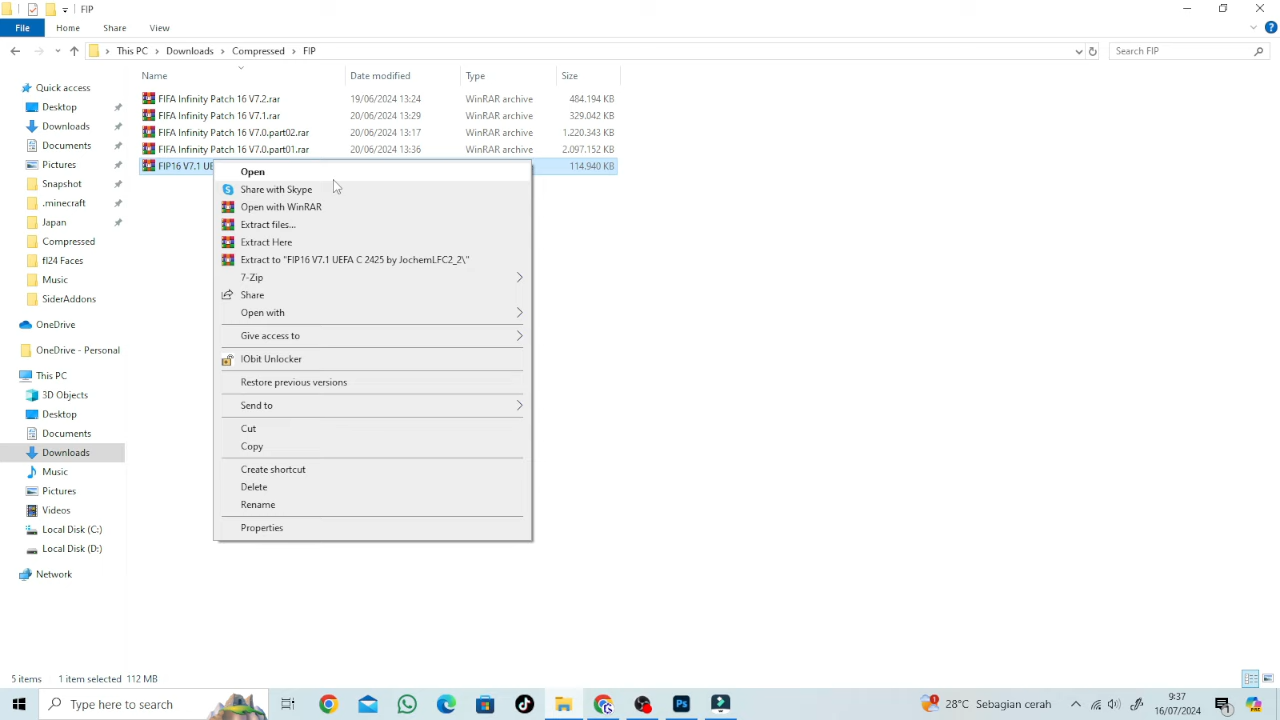 FIP
File Home Share View
This PC Downloads Compressed FIP Search FIP
Name Date modified Type Size
Quick access
Desktop
Downloads
Documents
Pictures
Snapshot
.minecraft
Japan
Compressed
fl24 Faces
Music
SiderAddons
OneDrive
OneDrive - Personal
This PC
3D Objects
Desktop
Documents
Downloads
Music
Pictures
Videos
Local Disk (C:)
Local Disk (D:)
Network
FIFA Infinity Patch 16 V7.2.rar 19/06/2024 13:24 WinRAR archive 484.194 KB
FIFA Infinity Patch 16 V7.1.rar 20/06/2024 13:29 WinRAR archive 329.042 KB
FIFA Infinity Patch 16 V7.0.part02.rar 20/06/2024 13:17 WinRAR archive 1.220.343 KB
FIFA Infinity Patch 16 V7.0.part01.rar 20/06/2024 13:36 WinRAR archive 2.097.152 KB
FIP16 V7.1 UE 114.940 KB
Open
Share with Skype
Open with WinRAR
Extract files...
Extract Here
Extract to "FIP16 V7.1 UEFA C 2425 by JochemLFC2_2\"
7-Zip
Share
Open with
Give access to
IObit Unlocker
Restore previous versions
Send to
Cut
Copy
Create shortcut
Delete
Rename
Properties
5 items 1 item selected 112 MB
Type here to search
Ps
28°C Sebagian cerah
9:37
16/07/2024